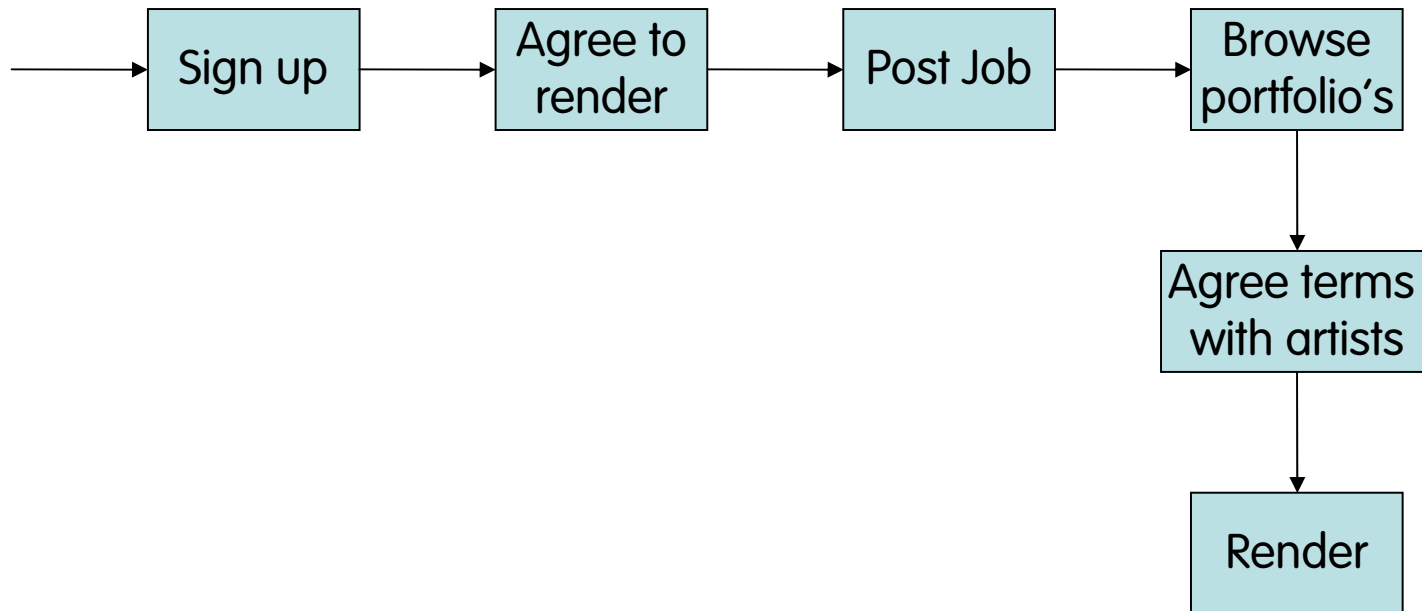 Sign up
Agree to
render
Post Job
Browse
portfolio’s
Agree terms
with artists
Render